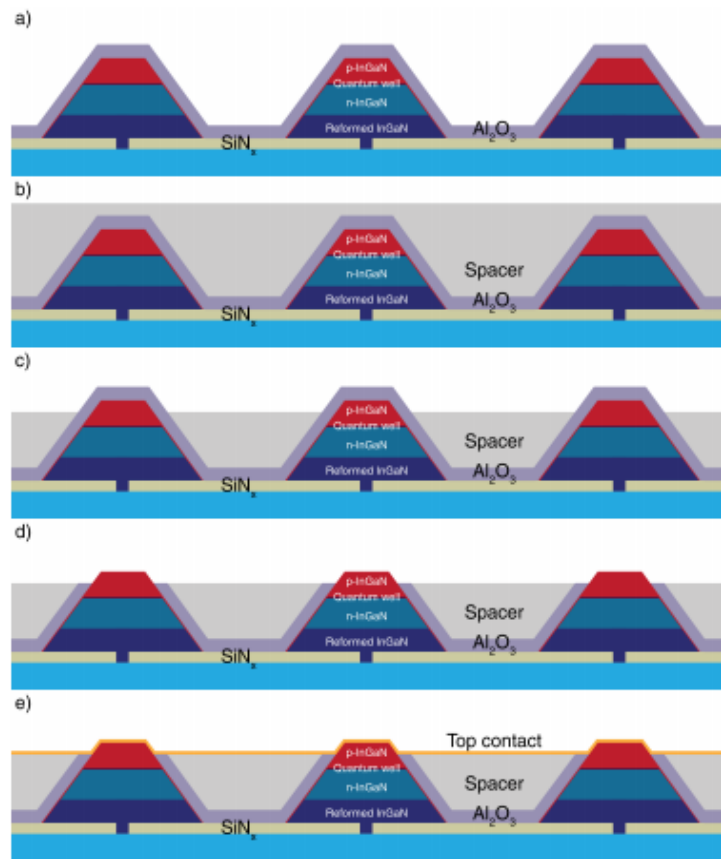 a)
p-InGaN
Quantum well
n-InGaN
Reformed InGaN
Al₂O₃
SiNₓ
b)
p-InGaN
Quantum well
n-InGaN
Spacer
Reformed InGaN
Al₂O₃
SiNₓ
c)
p-InGaN
Quantum well
n-InGaN
Spacer
Reformed InGaN
Al₂O₃
SiNₓ
d)
p-InGaN
Quantum well
n-InGaN
Spacer
Reformed InGaN
Al₂O₃
SiNₓ
e)
Top contact
p-InGaN
Quantum well
n-InGaN
Spacer
Reformed InGaN
Al₂O₃
SiNₓ